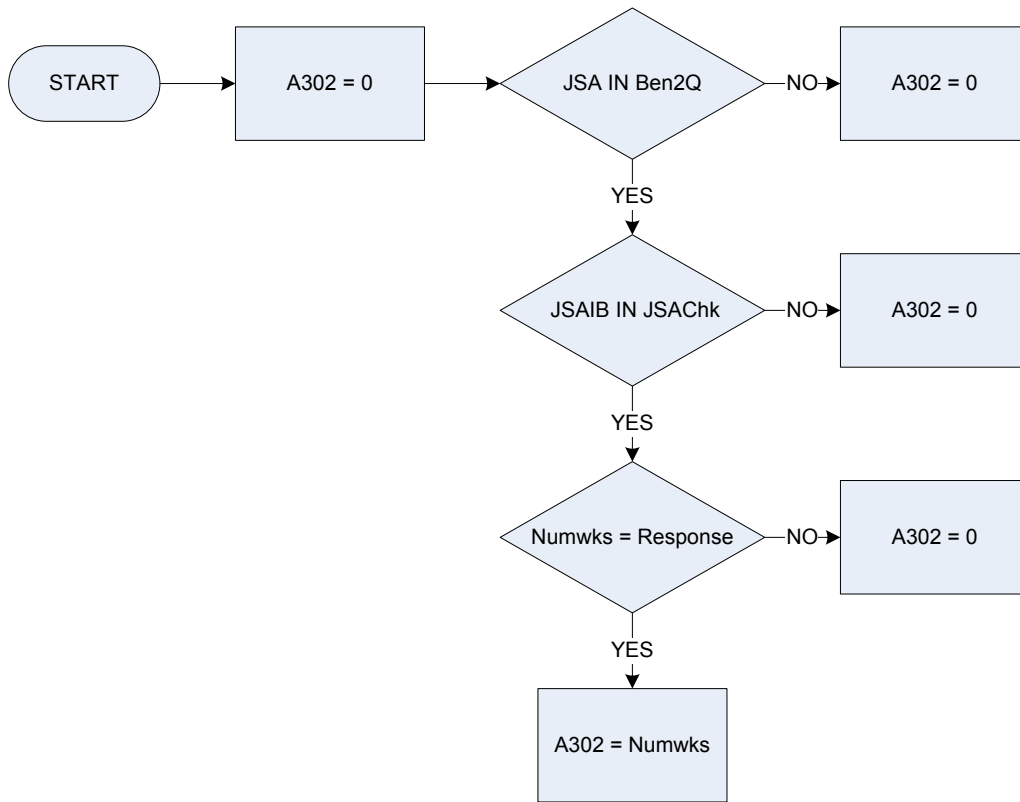 START
A302 = 0
JSA IN Ben2Q
NO
A302 = 0
YES
JSAIB IN JSAChk
NO
A302 = 0
YES
Numwks = Response
NO
A302 = 0
YES
A302 = Numwks